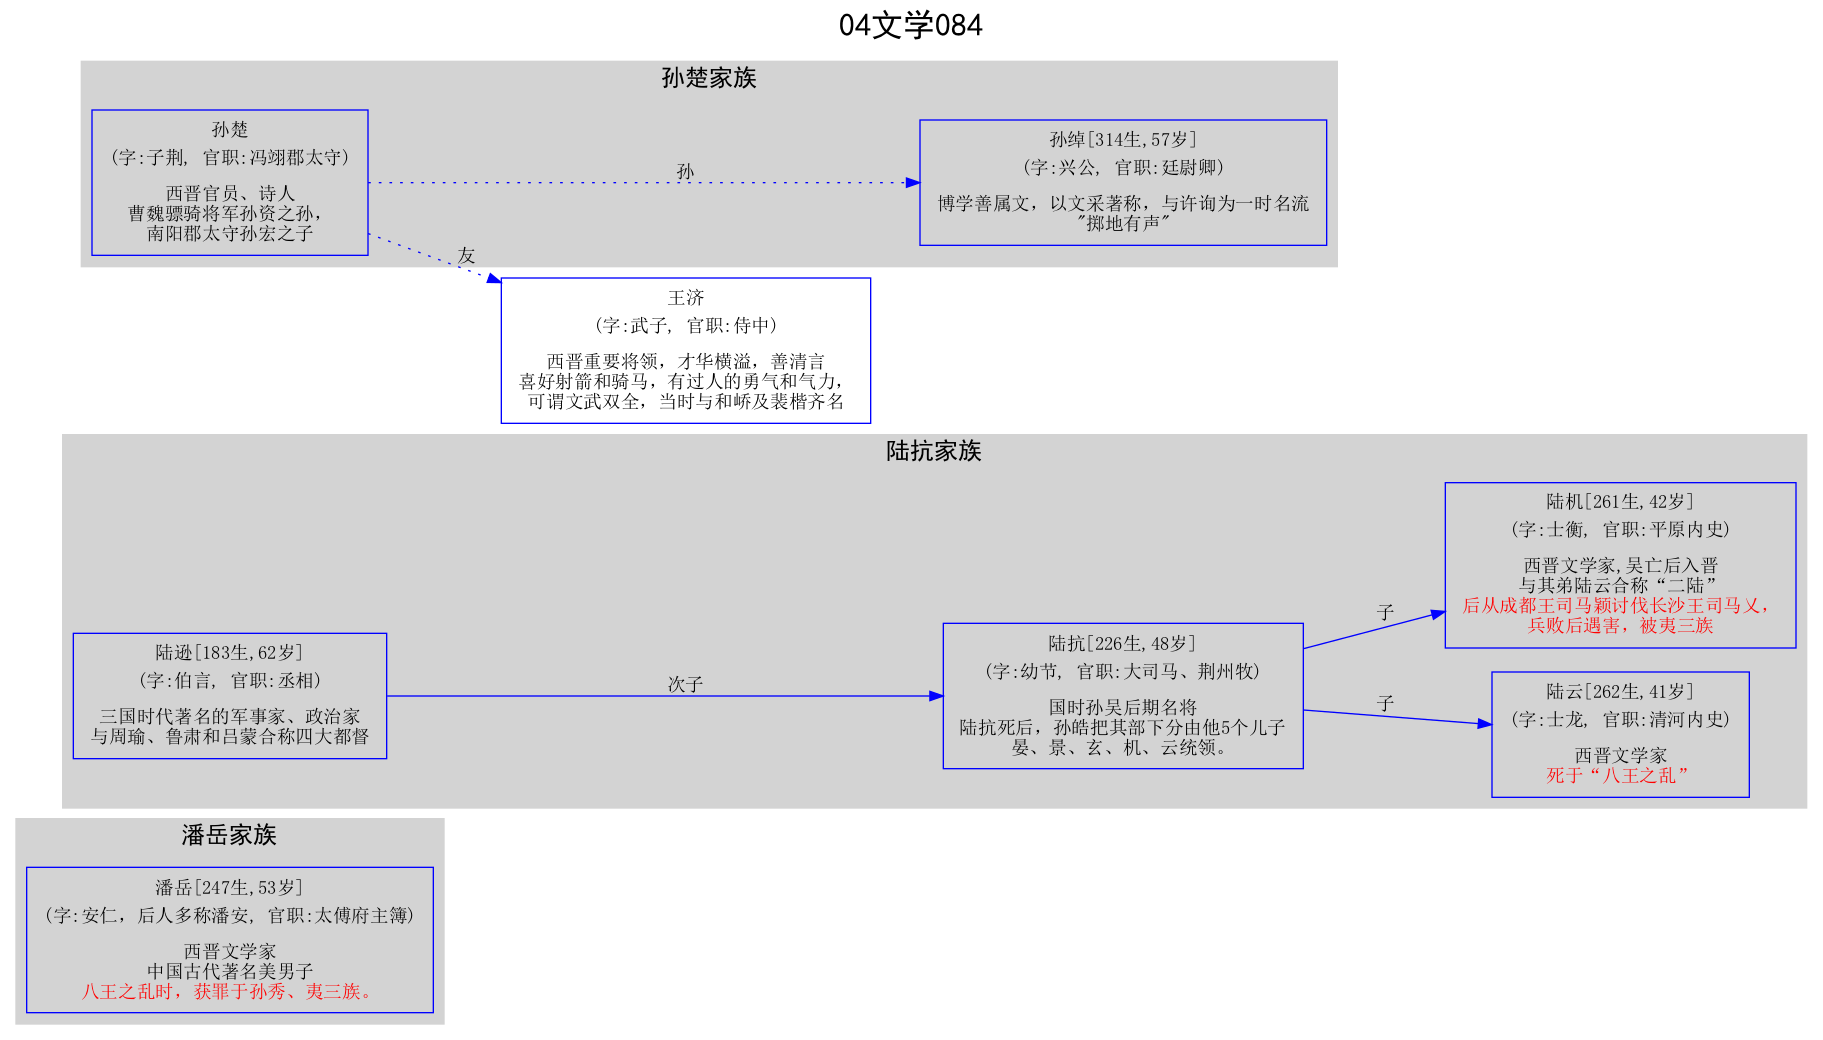 04文学084
孙楚家族
孙楚
(字:子荆, 官职:冯翊郡太守)
西晋官员、诗人
曹魏骠骑将军孙资之孙，
南阳郡太守孙宏之子
孙
孙绰[314生,57岁]
(字:兴公, 官职:廷尉卿)
博学善属文，以文采著称，与许询为一时名流
"掷地有声"
友
王济
(字:武子, 官职:侍中)
西晋重要将领，才华横溢，善清言
喜好射箭和骑马，有过人的勇气和气力，
可谓文武双全，当时与和峤及裴楷齐名
陆抗家族
陆逊[183生,62岁]
(字:伯言, 官职:丞相)
三国时代著名的军事家、政治家
与周瑜、鲁肃和吕蒙合称四大都督
次子
陆抗[226生,48岁]
(字:幼节, 官职:大司马、荆州牧)
国时孙吴后期名将
陆抗死后，孙皓把其部下分由他5个儿子
晏、景、玄、机、云统领。
子
陆机[261生,42岁]
(字:士衡, 官职:平原内史)
西晋文学家,吴亡后入晋
与其弟陆云合称“二陆”
后从成都王司马颖讨伐长沙王司马乂，
兵败后遇害，被夷三族
子
陆云[262生,41岁]
(字:士龙, 官职:清河内史)
西晋文学家
死于“八王之乱”
潘岳家族
潘岳[247生,53岁]
(字:安仁，后人多称潘安, 官职:太傅府主簿)
西晋文学家
中国古代著名美男子
八王之乱时，获罪于孙秀、夷三族。